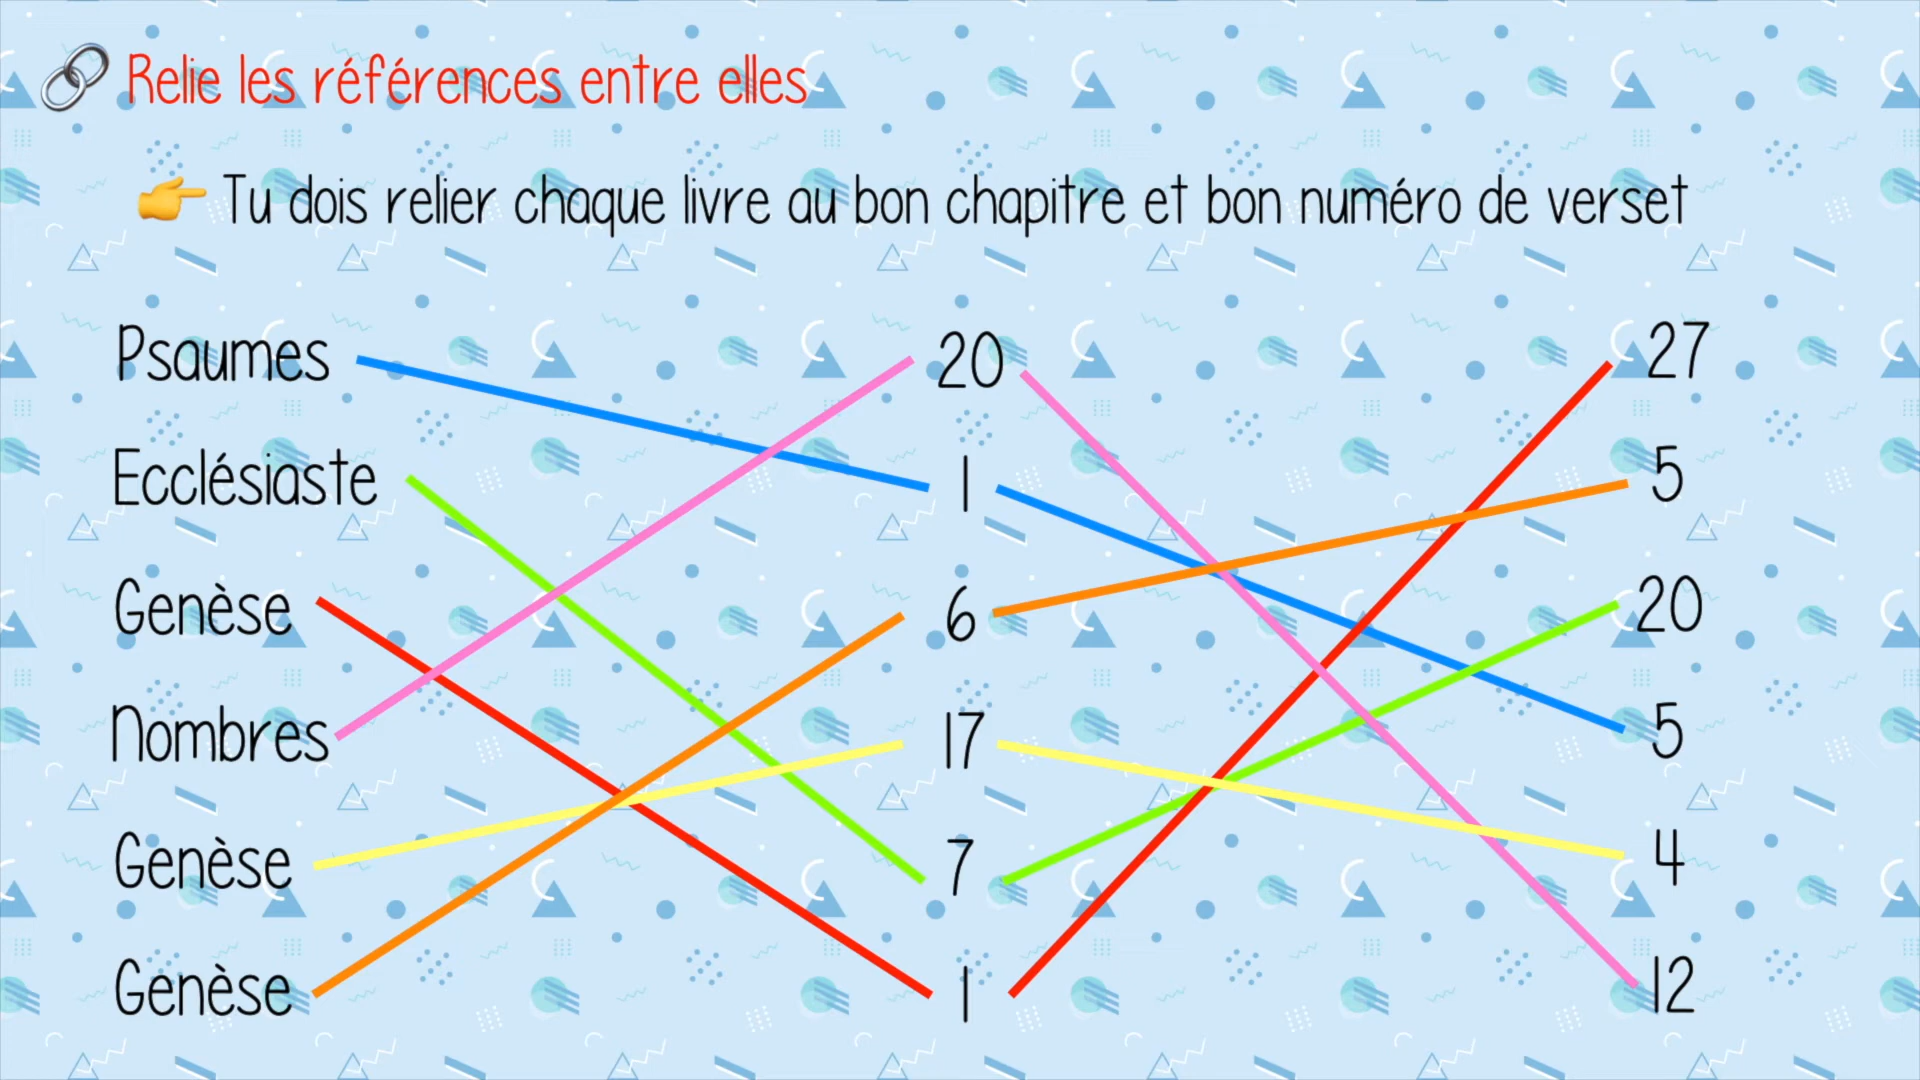 Relie les références entre elles
Tu dois relier chaque livre au bon chapitre et bon numéro de verset
Psaumes 20 27
Ecclésiaste 1 5
Genèse 6 20
Nombres 17 5
Genèse 7 4
Genèse 1 12